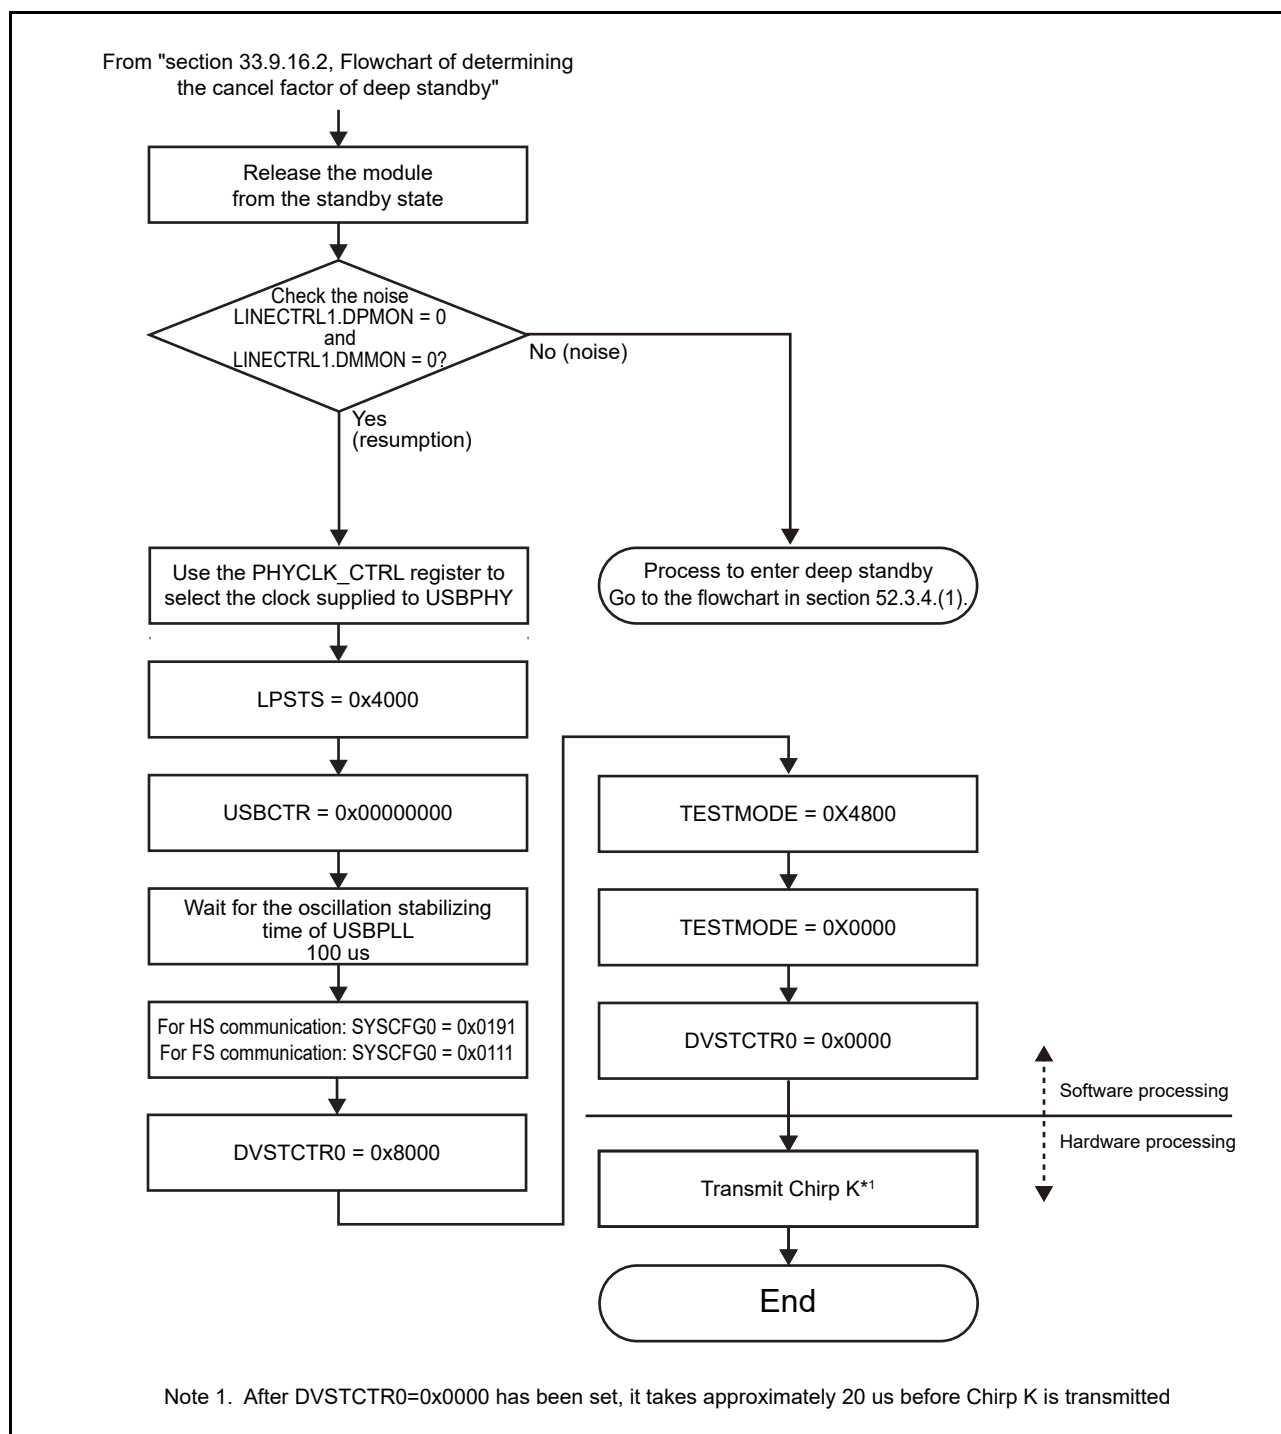 From "section 33.9.16.2, Flowchart of determining
the cancel factor of deep standby"
Release the module
from the standby state
Check the noise
LINECTRL1.DPMON = 0
and
LINECTRL1.DMMON = 0?
No (noise)
Yes
(resumption)
Use the PHYCLK_CTRL register to
select the clock supplied to USBPHY
Process to enter deep standby
Go to the flowchart in section 52.3.4.(1).
LPSTS = 0x4000
USBCTR = 0x00000000
Wait for the oscillation stabilizing
time of USBPLL
100 us
For HS communication: SYSCFG0 = 0x0191
For FS communication: SYSCFG0 = 0x0111
DVSTCTR0 = 0x8000
TESTMODE = 0X4800
TESTMODE = 0X0000
DVSTCTR0 = 0x0000
Software processing
Hardware processing
Transmit Chirp K*1
End
Note 1. After DVSTCTR0=0x0000 has been set, it takes approximately 20 us before Chirp K is transmitted